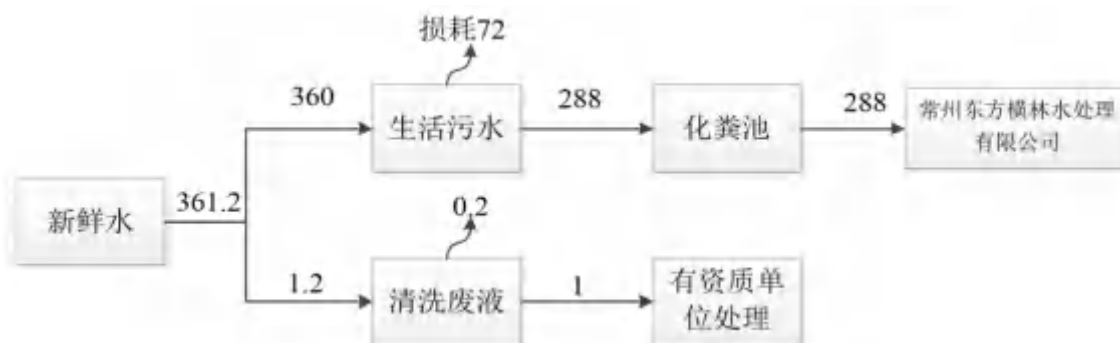 损耗72
360
生活污水
288
化粪池
288
常州东方横林水处理
有限公司
新鲜水
361.2
0.2
1.2
清洗废液
1
有资质单
位处理